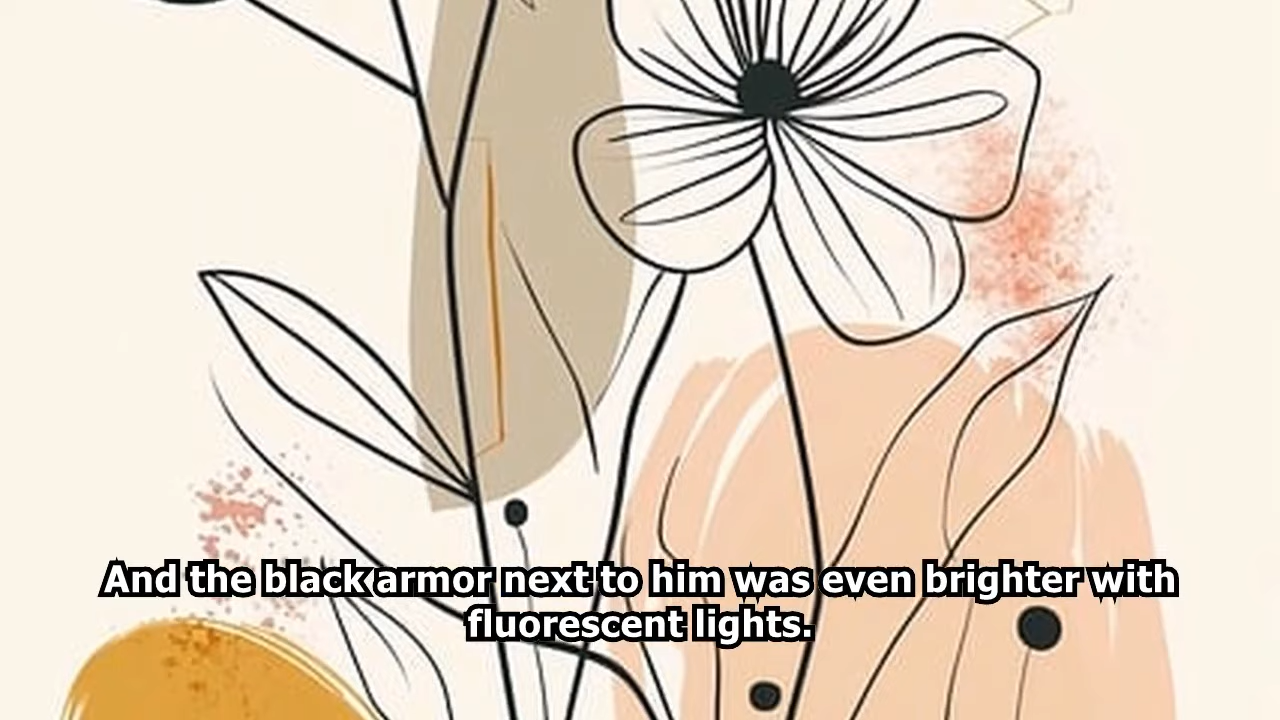 And the black armor next to him was even brighter with
fluorescent lights.